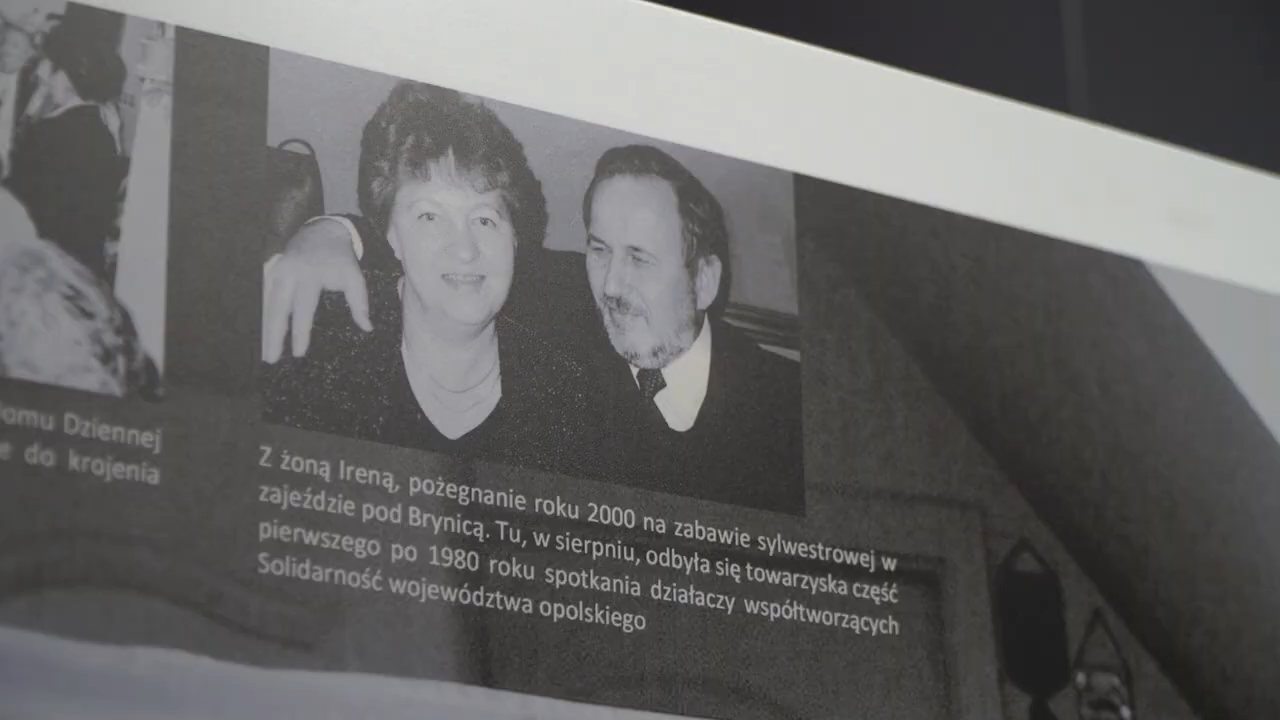 omu Dziennej
e do krojenia
Z żoną Ireną, pożegnanie roku 2000 na zabawie sylwestrowej w
zajeździe pod Brynicą. Tu, w sierpniu, odbyła się towarzyska część
pierwszego po 1980 roku spotkania działaczy współtworzących
Solidarność województwa opolskiego